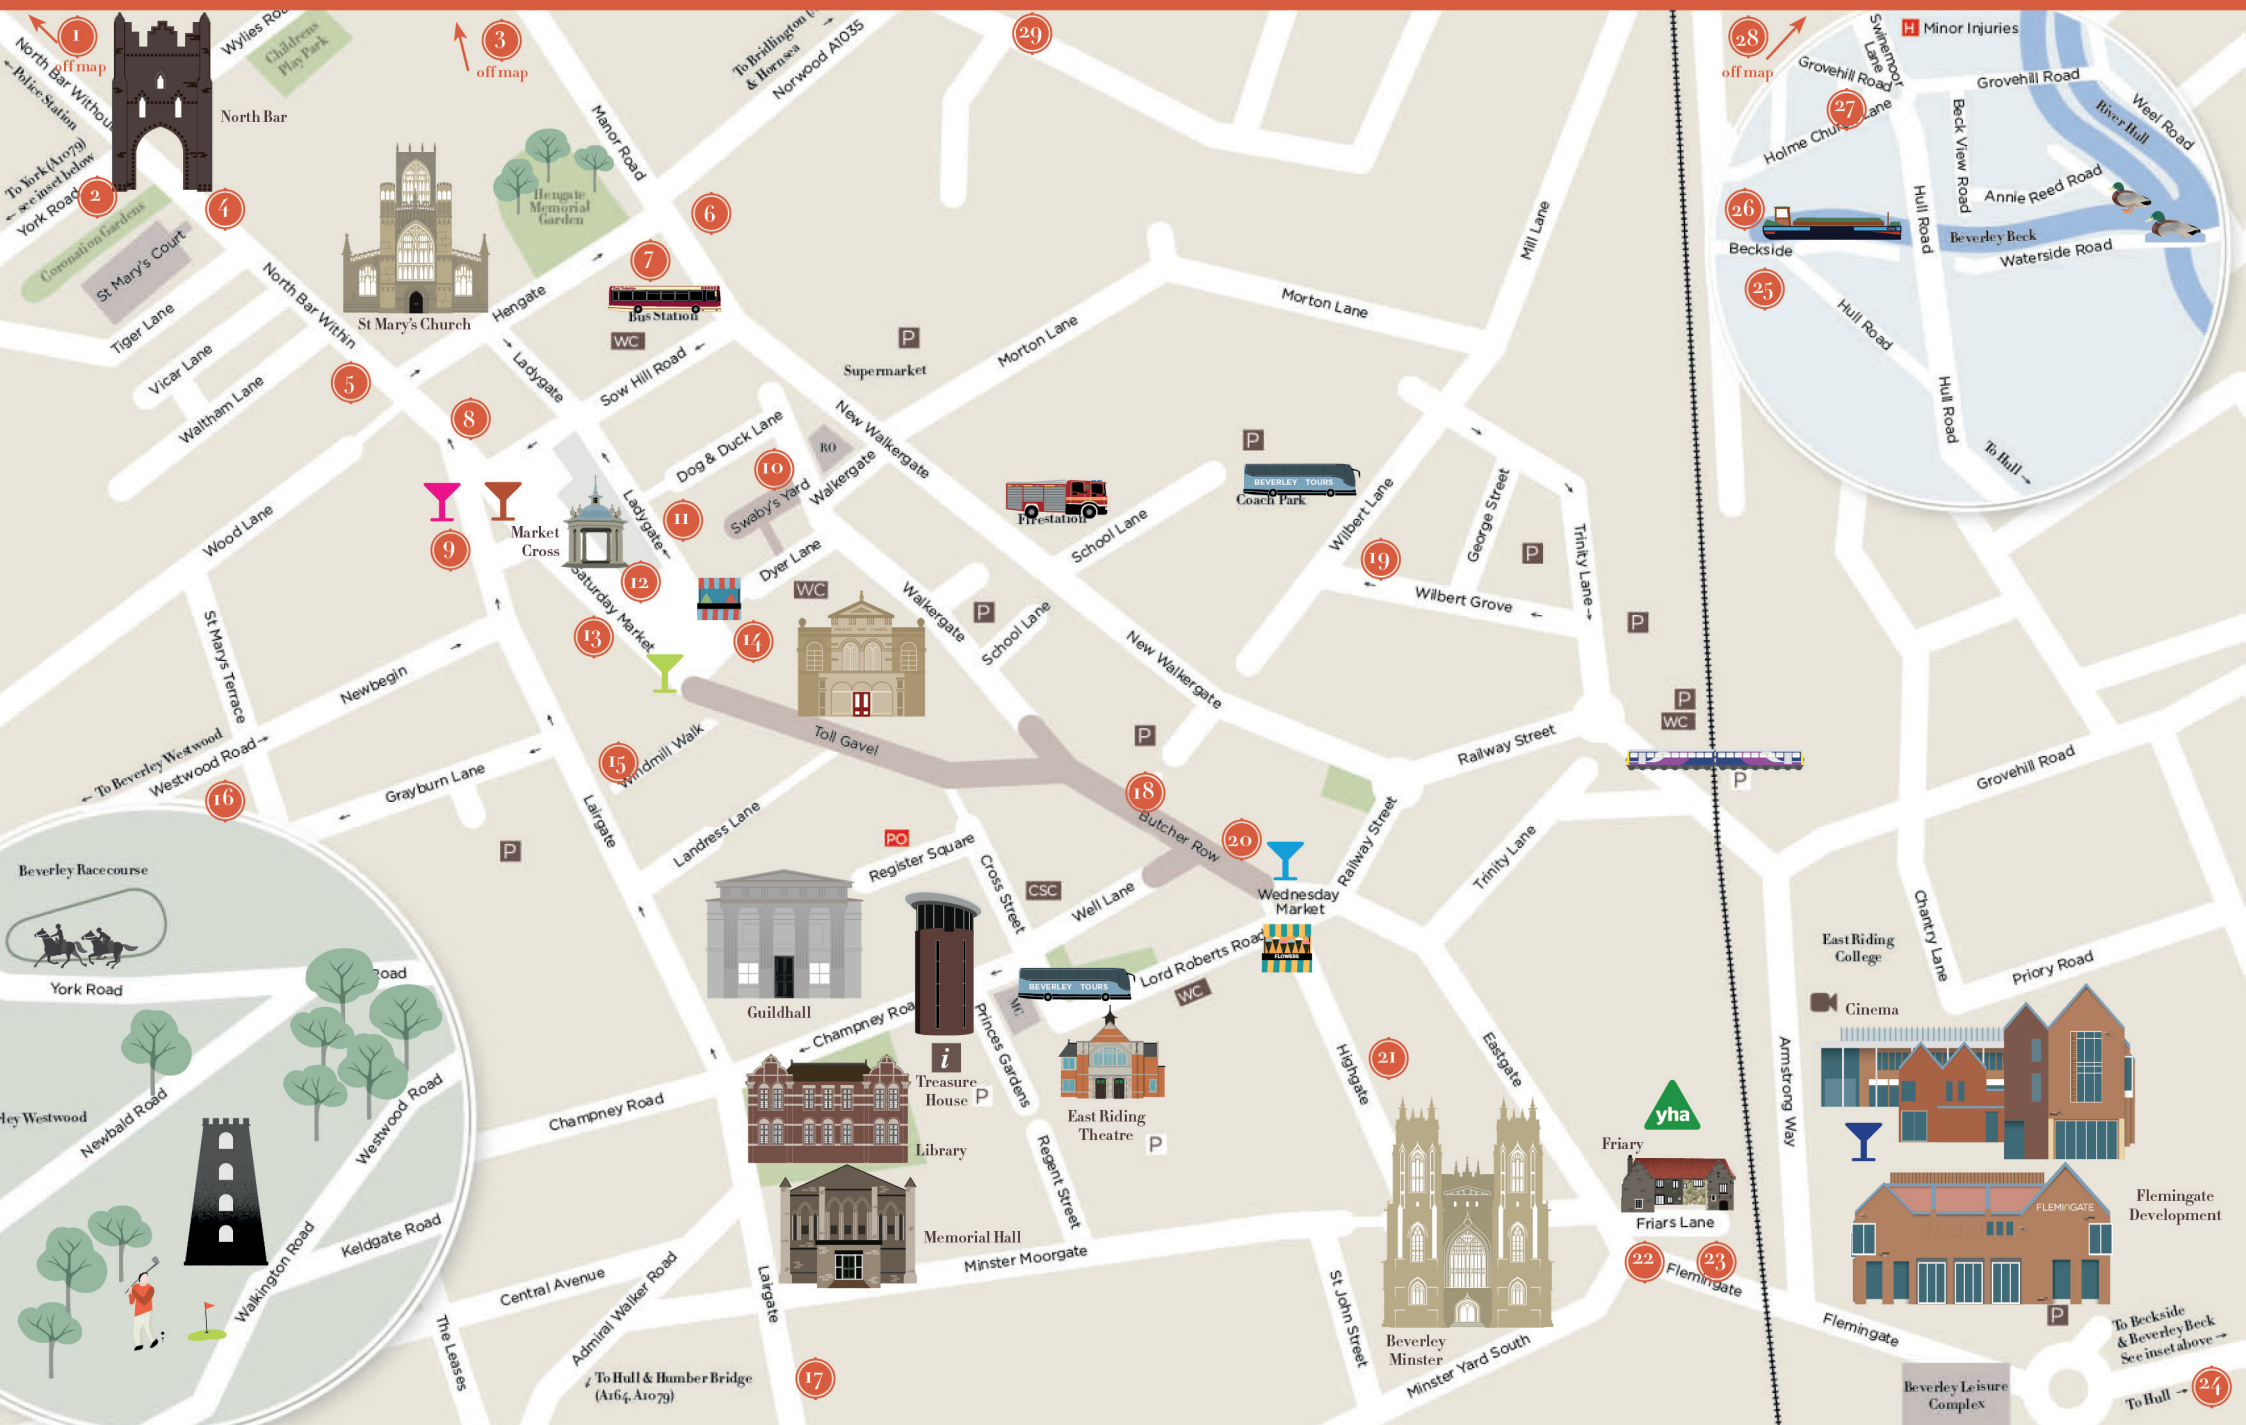 1
off map
North Bar Without
← Police Station
To York (A1079)
← see inset below
York Road
2
Wylies
Childrens
Play Park
North Bar
3
off map
4
Coronation Gardens
St Mary's Court
Tiger Lane
Vicar Lane
Waltham Lane
North Bar Within
5
St Mary's Church
Hengate
Memorial
Garden
Hengate
Manor Road
To Bridlington
& Hornsea
Norwood A1035
29
6
7
Bus Station
WC
Sow Hill Road
Ladygate
8
9
Market
Cross
Wood Lane
Dog & Duck Lane
10
Swaby's Yard
RO
Walkergate
11
Ladygate
12
Saturday Market
13
14
Dyer Lane
WC
P
Supermarket
New Walkergate
Morton Lane
Morton Lane
Mill Lane
Firestation
School Lane
P
BEVERLEY TOURS
Coach Park
Wilbert Lane
George Street
19
P
Wilbert Grove
Trinity Lane
P
P
WC
P
Walkergate
P
School Lane
New Walkergate
P
Railway Street
St Marys Terrace
Newbegin
← To Beverley Westwood
Westwood Road
Grayburn Lane
16
15
Windmill Walk
Toll Gavel
Lairgate
Landress Lane
P
PO
Register Square
Cross Street
CSC
Well Lane
18
Butcher Row
20
Wednesday
Market
Railway Street
Trinity Lane
FLOWERS
Lord Roberts Road
WC
BEVERLEY TOURS
MC
Guildhall
Champney Road
i
Treasure
House
P
Princes Gardens
East Riding
Theatre
P
Library
Memorial Hall
Regent Street
Minster Moorgate
Champney Road
Central Avenue
Admiral Walker Road
Lairgate
The Leases
To Hull & Humber Bridge
(A164, A1079)
17
Highgate
21
Eastgate
Beverley
Minster
St John Street
Minster Yard South
yha
Friary
Friars Lane
22
23
Flemingate
Flemingate
Armstrong Way
Chantry Lane
Grovehill Road
Priory Road
East Riding
College
Cinema
FLEMINGATE
Flemingate
Development
P
Beverley Leisure
Complex
To Beckside
& Beverley Beck
See inset above →
To Hull →
24
Beverley Racecourse
York Road
Road
Newbald Road
Westwood Road
Keldgate Road
Walkington Road
Westwood
28
off map
Swinemoor
Lane
H
Minor Injuries
Grovehill Road
Grovehill Road
27
Holme Church Lane
Beck View Road
River Hull
Weel Road
Annie Reed Road
26
Beckside
Hull Road
Beverley Beck
Waterside Road
25
Hull Road
Hull Road
To Hull →